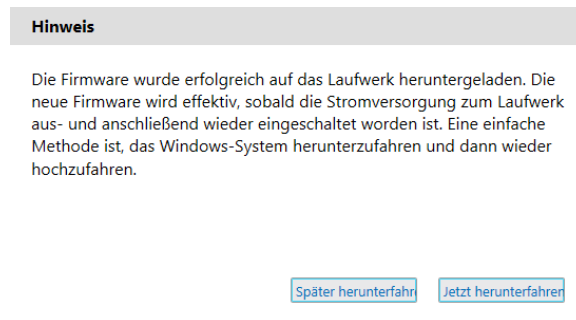 Hinweis
Die Firmware wurde erfolgreich auf das Laufwerk heruntergeladen. Die
neue Firmware wird effektiv, sobald die Stromversorgung zum Laufwerk
aus- und anschließend wieder eingeschaltet worden ist. Eine einfache
Methode ist, das Windows-System herunterzufahren und dann wieder
hochzufahren.
Später herunterfahr
Jetzt herunterfahren